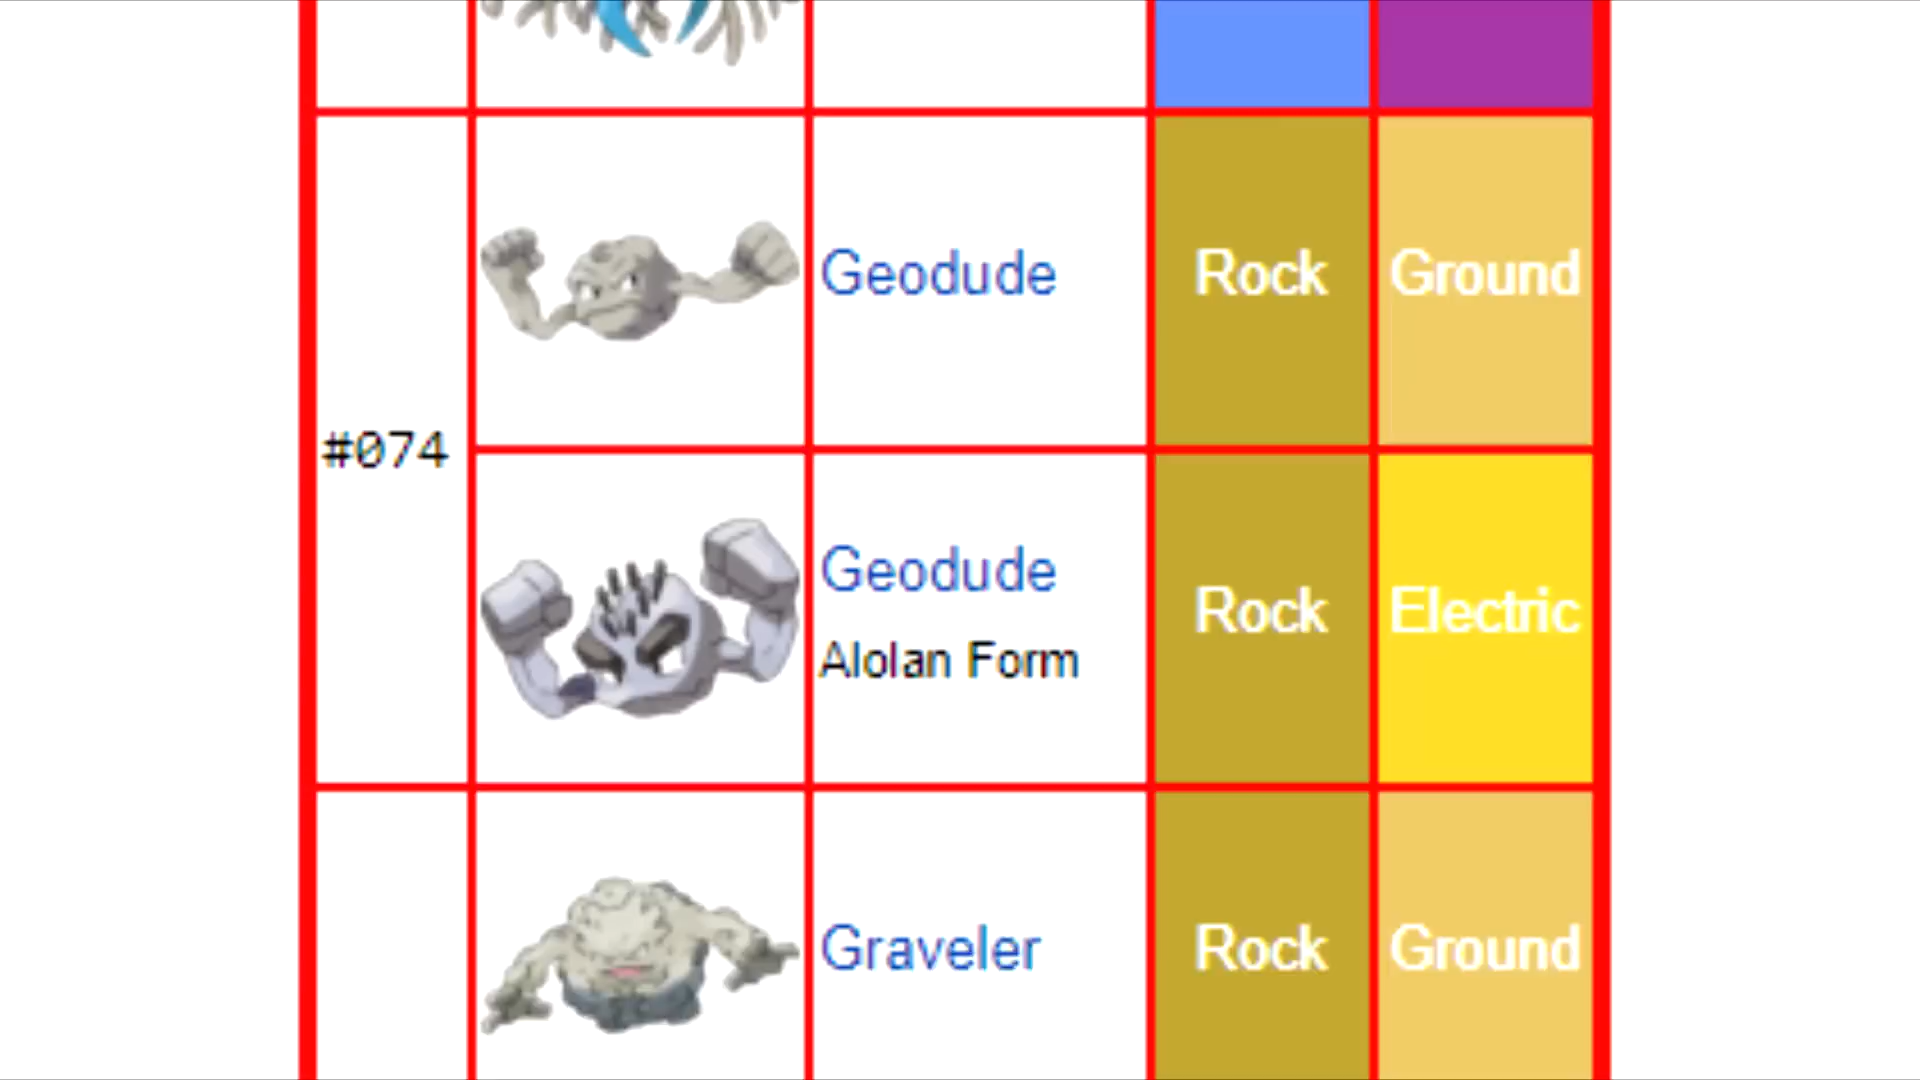 #074
Geodude
Rock
Ground
Geodude
Alolan Form
Rock
Electric
Graveler
Rock
Ground